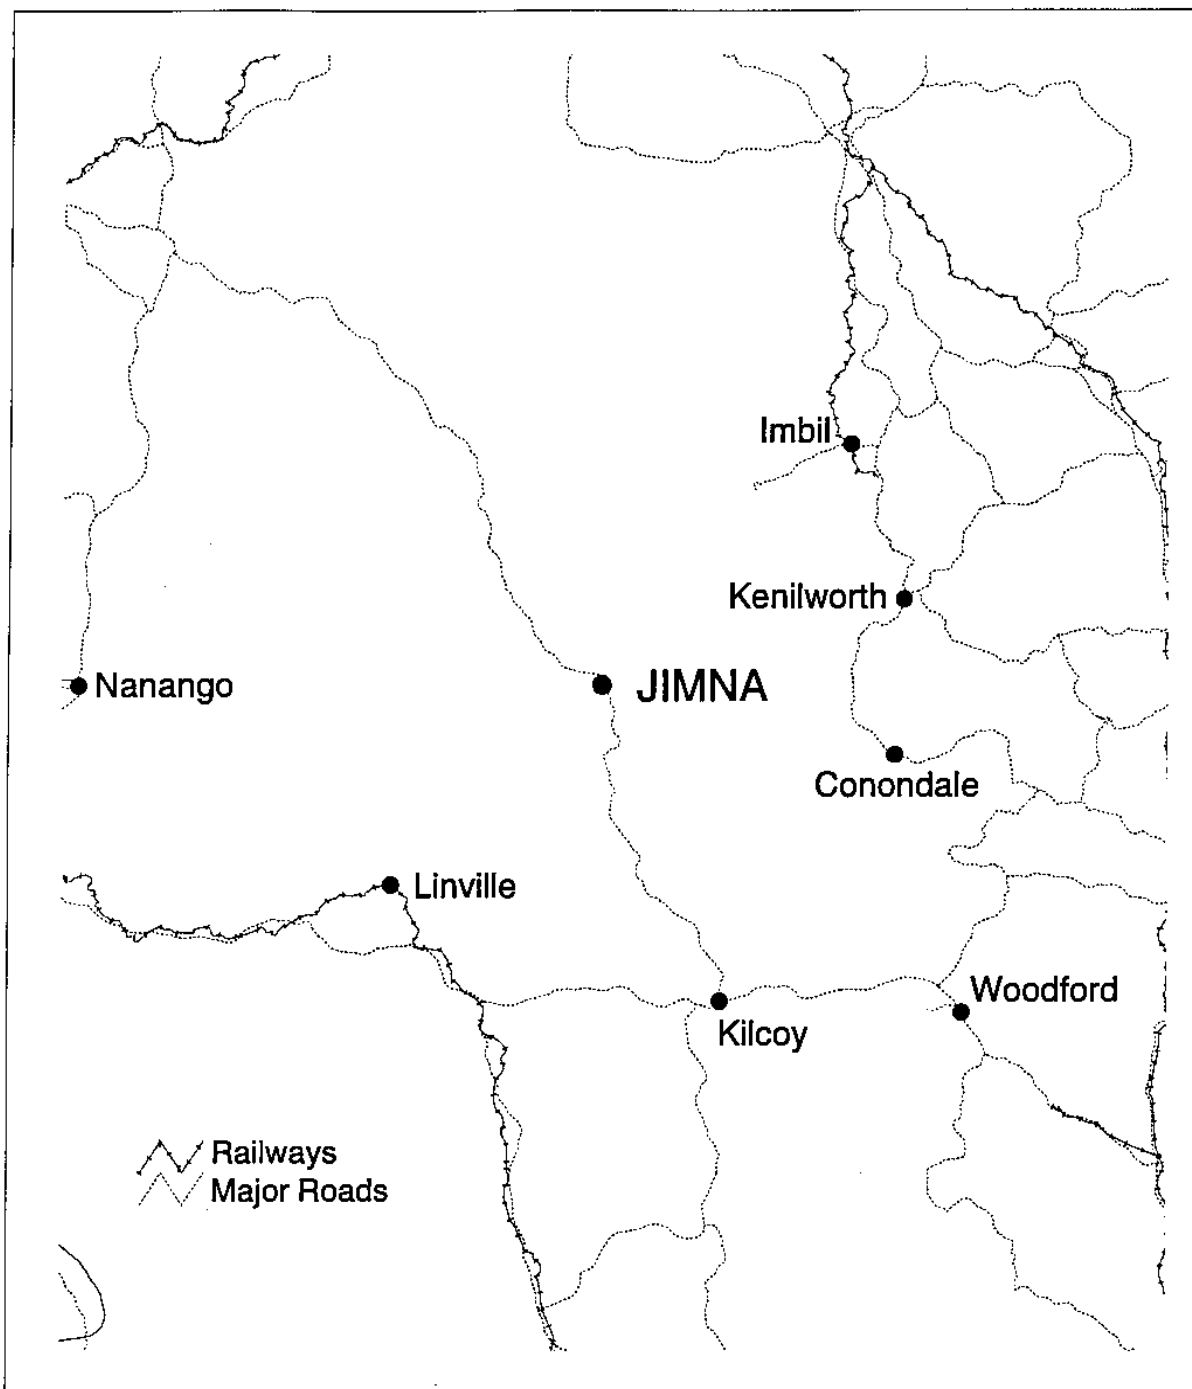 Imbil
Kenilworth
Nanango
JIMNA
Conondale
Linville
Woodford
Kilcoy
Railways
Major Roads